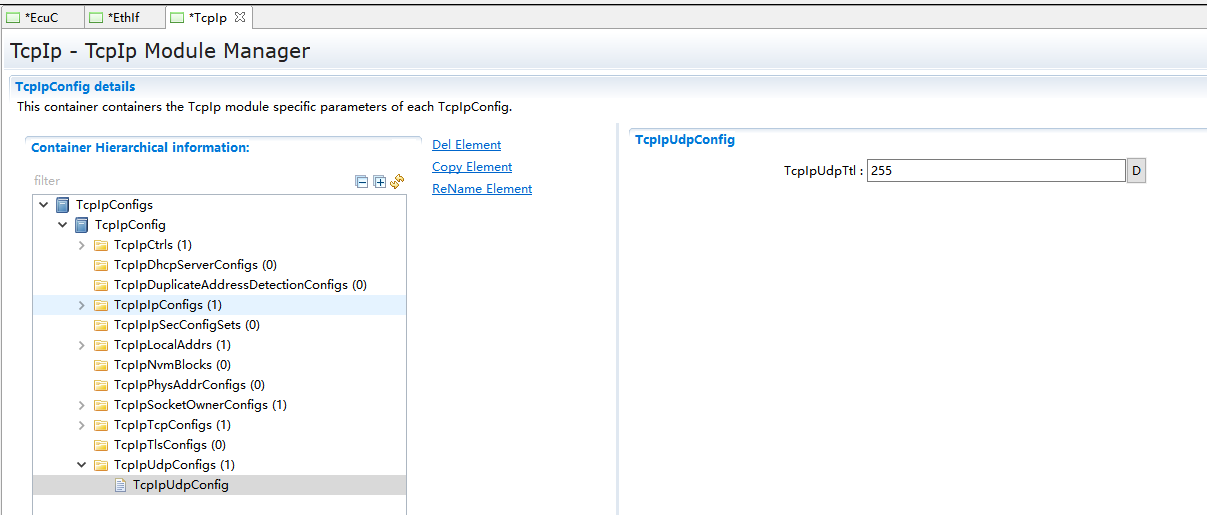 *EcuC *EthIf *TcpIp
TcpIp - TcpIp Module Manager
TcpIpConfig details
This container containers the TcpIp module specific parameters of each TcpIpConfig.
Container Hierarchical information:
filter
TcpIpConfigs
TcpIpConfig
TcpIpCtrls (1)
TcpIpDhcpServerConfigs (0)
TcpIpDuplicateAddressDetectionConfigs (0)
TcpIpIpConfigs (1)
TcpIpIpSecConfigSets (0)
TcpIpLocalAddrs (1)
TcpIpNvmBlocks (0)
TcpIpPhysAddrConfigs (0)
TcpIpSocketOwnerConfigs (1)
TcpIpTcpConfigs (1)
TcpIpTlsConfigs (0)
TcpIpUdpConfigs (1)
TcpIpUdpConfig
Del Element
Copy Element
ReName Element
TcpIpUdpConfig
TcpIpUdpTtl : 255 D